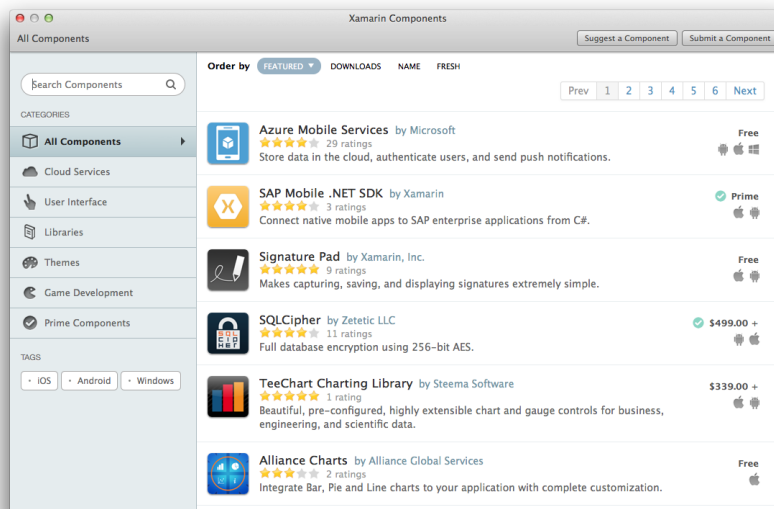 Xamarin Components
All Components
Suggest a Component
Submit a Component
Search Components
CATEGORIES
All Components
Cloud Services
User Interface
Libraries
Themes
Game Development
Prime Components
TAGS
iOS
Android
Windows
Order by FEATURED ▼ DOWNLOADS NAME FRESH
Prev 1 2 3 4 5 6 Next
Azure Mobile Services by Microsoft
29 ratings
Store data in the cloud, authenticate users, and send push notifications.
Free
SAP Mobile .NET SDK by Xamarin
3 ratings
Connect native mobile apps to SAP enterprise applications from C#.
Prime
Signature Pad by Xamarin, Inc.
9 ratings
Makes capturing, saving, and displaying signatures extremely simple.
Free
SQL
CIP
HER
SQLCipher by Zetetic LLC
11 ratings
Full database encryption using 256-bit AES.
$499.00 +
TeeChart Charting Library by Steema Software
1 rating
Beautiful, pre-configured, highly extensible chart and gauge controls for business,
engineering, and scientific data.
$339.00 +
Alliance Charts by Alliance Global Services
2 ratings
Integrate Bar, Pie and Line charts to your application with complete customization.
Free